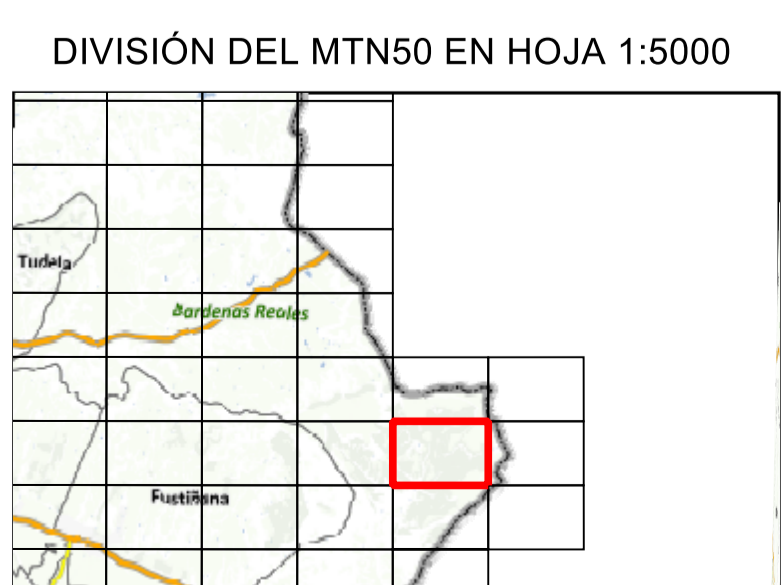 DIVISIÓN DEL MTN50 EN HOJA 1:5000
Tudela
Bardenas Reales
Fustiñana